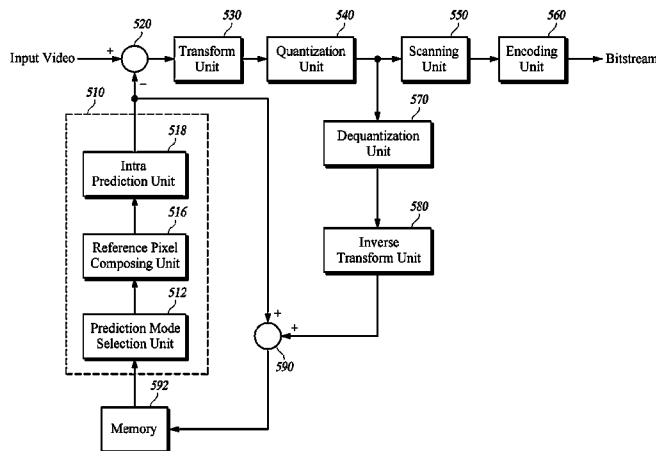 520
530
540
550
560
Input Video
+
Transform
Unit
Quantization
Unit
Scanning
Unit
Encoding
Unit
Bitstream
−
510
518
Intra
Prediction Unit
570
Dequantization
Unit
516
Reference Pixel
Composing Unit
580
Inverse
Transform Unit
512
Prediction Mode
Selection Unit
+
+
590
592
Memory